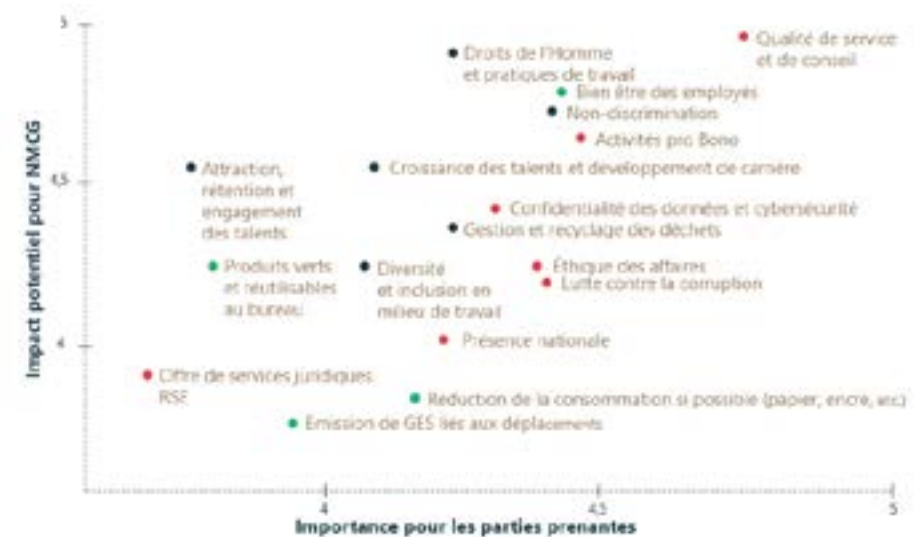 5
Qualité de service
et de conseil
Droits de l'Homme
et pratiques de travail
Bien être des employés
Non-discrimination
Activités pro Bono
Attraction,
rétention et
engagement
des talents
Croissance des talents et développement de carrière
4,5
Confidentialité des données et cybersécurité
Gestion et recyclage des déchets
Produits verts
et réutilisables
au bureau
Diversité
et inclusion en
milieu de travail
Éthique des affaires
Lutte contre la corruption
4
Présence nationale
Offre de services juridiques
RSE
Réduction de la consommation si possible (papier, encre, etc)
Émission de GES liés aux déplacements
Impact potentiel pour NMCG
4
4,5
5
Importance pour les parties prenantes